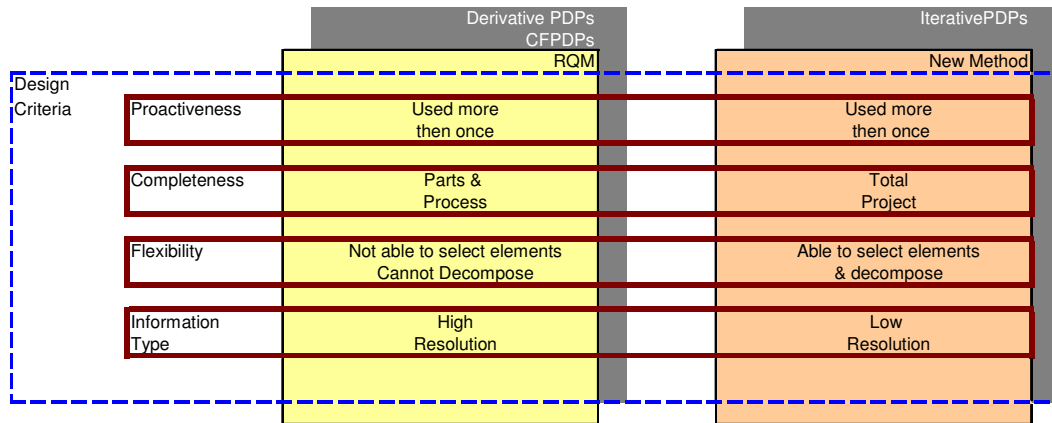 Derivative PDPs
CFPDPs
IterativePDPs
RQM
New Method
Design
Criteria
Proactiveness
Used more
then once
Used more
then once
Completeness
Parts &
Process
Total
Project
Flexibility
Not able to select elements
Cannot Decompose
Able to select elements
& decompose
Information
Type
High
Resolution
Low
Resolution